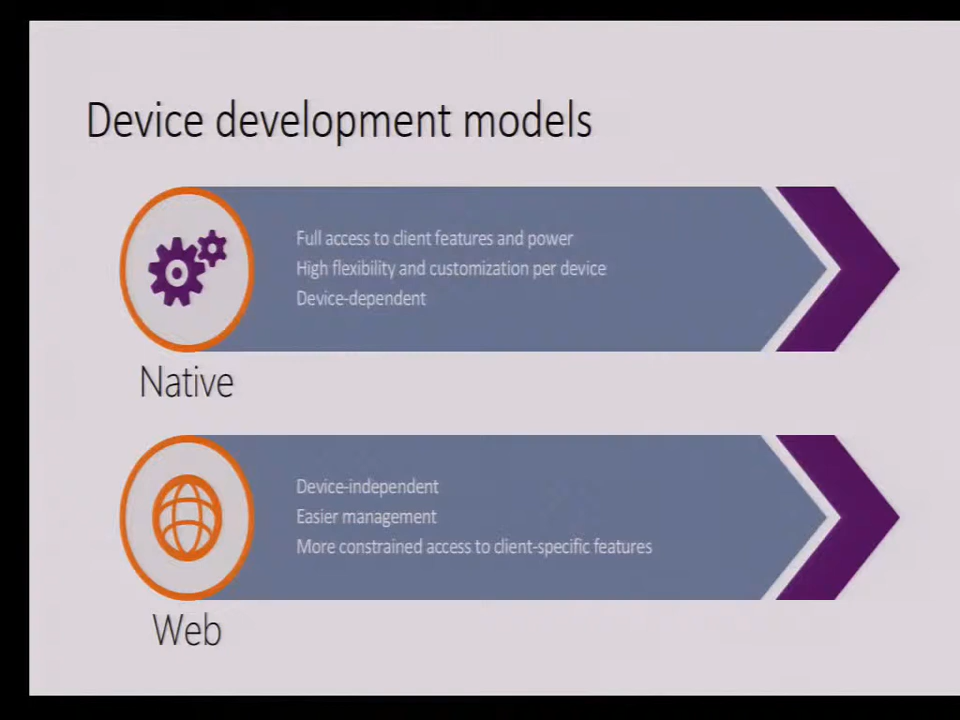 Device development models
Full access to client features and power
High flexibility and customization per device
Device-dependent
Native
Device-independent
Easier management
More constrained access to client-specific features
Web